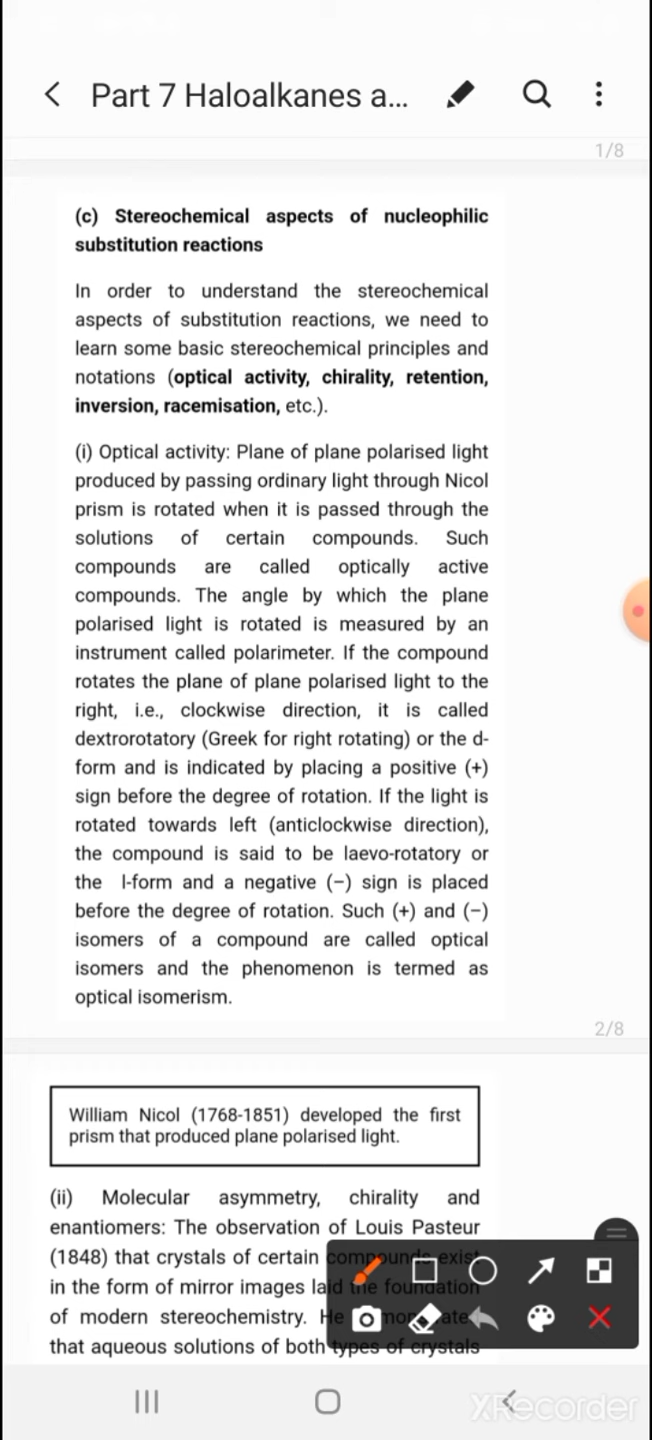 Part 7 Haloalkanes a...
1/8
(c) Stereochemical aspects of nucleophilic
substitution reactions
In order to understand the stereochemical
aspects of substitution reactions, we need to
learn some basic stereochemical principles and
notations (optical activity, chirality, retention,
inversion, racemisation, etc.).
(i) Optical activity: Plane of plane polarised light
produced by passing ordinary light through Nicol
prism is rotated when it is passed through the
solutions of certain compounds. Such
compounds are called optically active
compounds. The angle by which the plane
polarised light is rotated is measured by an
instrument called polarimeter. If the compound
rotates the plane of plane polarised light to the
right, i.e., clockwise direction, it is called
dextrorotatory (Greek for right rotating) or the d-
form and is indicated by placing a positive (+)
sign before the degree of rotation. If the light is
rotated towards left (anticlockwise direction),
the compound is said to be laevo-rotatory or
the l-form and a negative (−) sign is placed
before the degree of rotation. Such (+) and (−)
isomers of a compound are called optical
isomers and the phenomenon is termed as
optical isomerism.
2/8
William Nicol (1768-1851) developed the first
prism that produced plane polarised light.
(ii) Molecular asymmetry, chirality and
enantiomers: The observation of Louis Pasteur
(1848) that crystals of certain compounds exist
in the form of mirror images laid the foundation
of modern stereochemistry. He
that aqueous solutions of both types of crystals
XRecorder